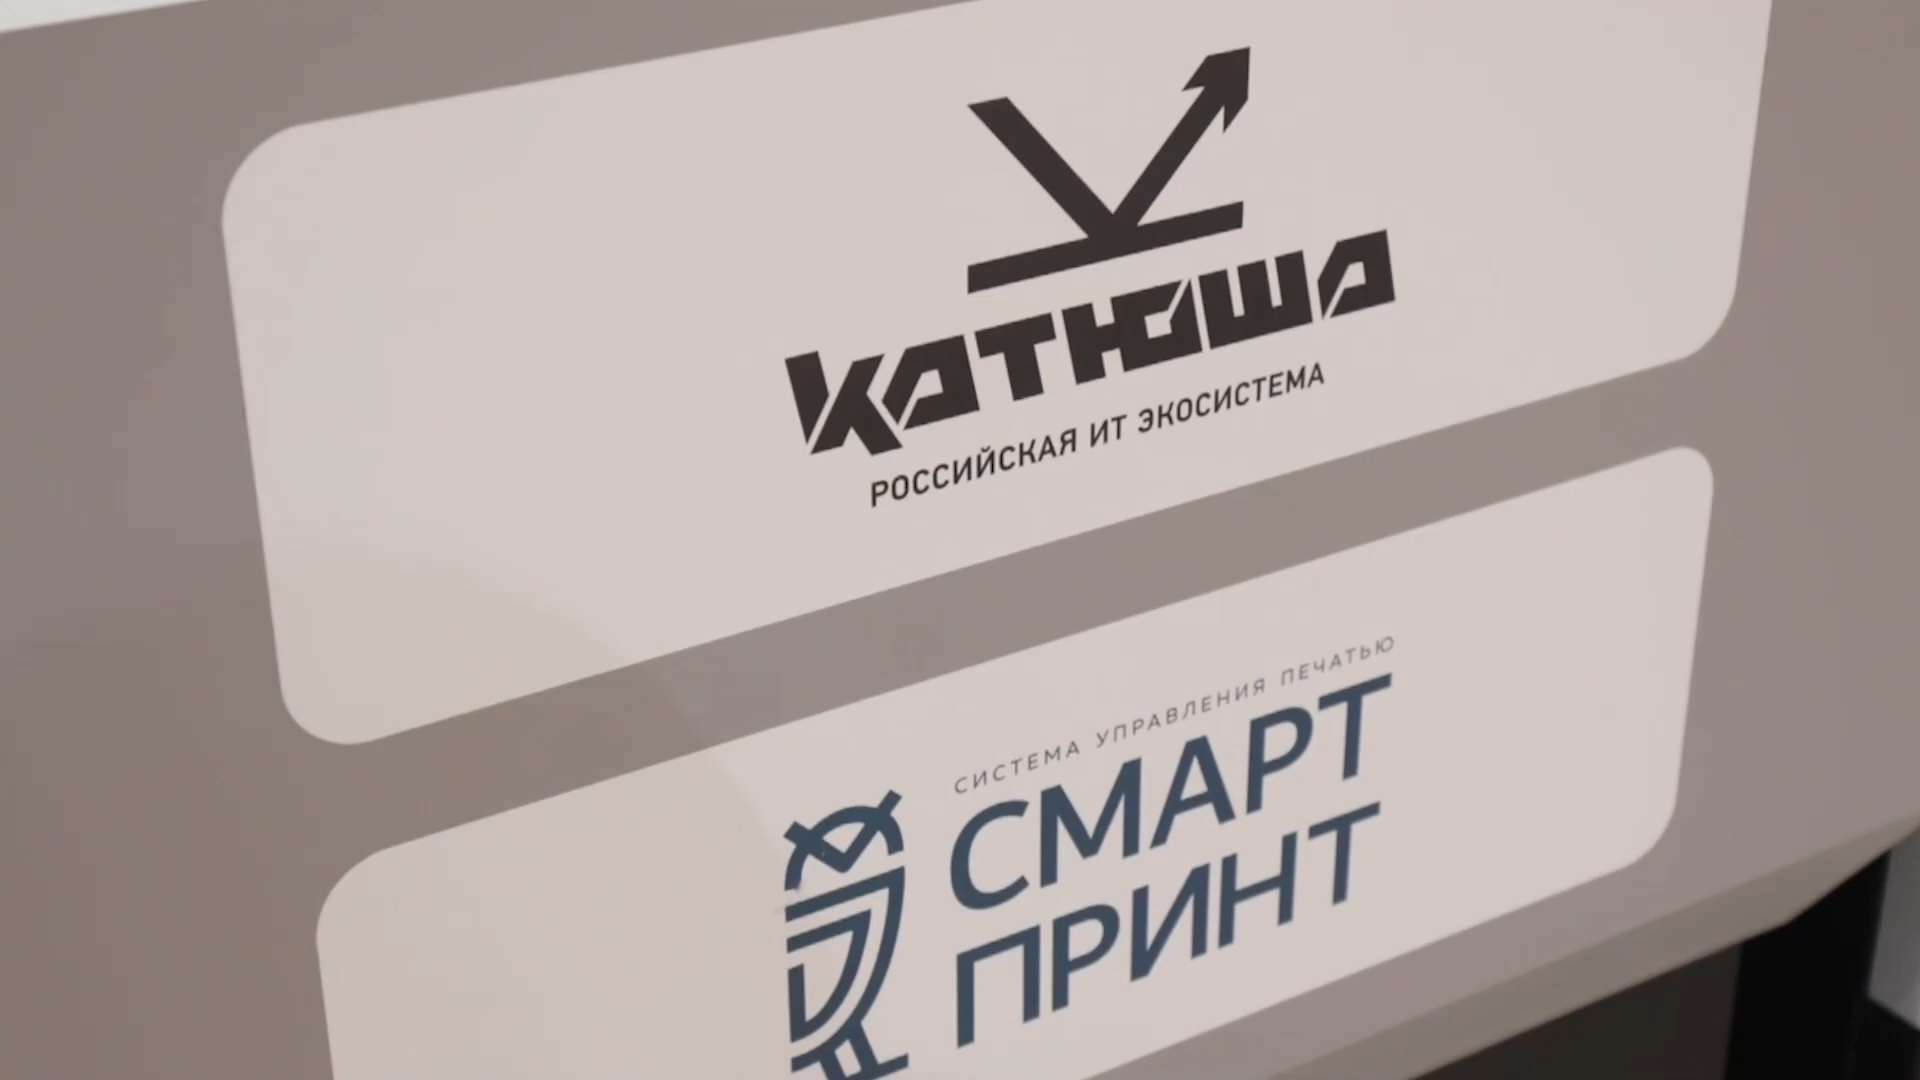 КАТЮША
РОССИЙСКАЯ ИТ ЭКОСИСТЕМА
СИСТЕМА УПРАВЛЕНИЯ ПЕЧАТЬЮ
СМАРТ
ПРИНТ